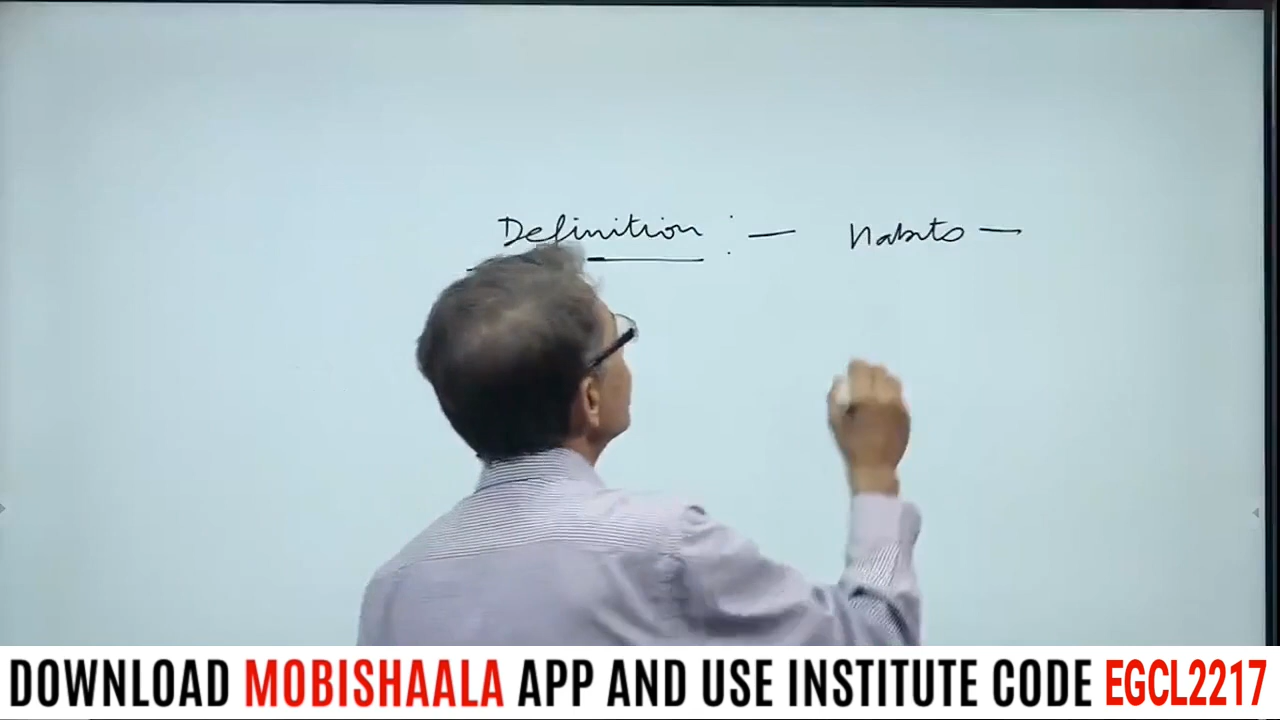 Definition :— Habits —
DOWNLOAD MOBISHAALA APP AND USE INSTITUTE CODE EGCL2217